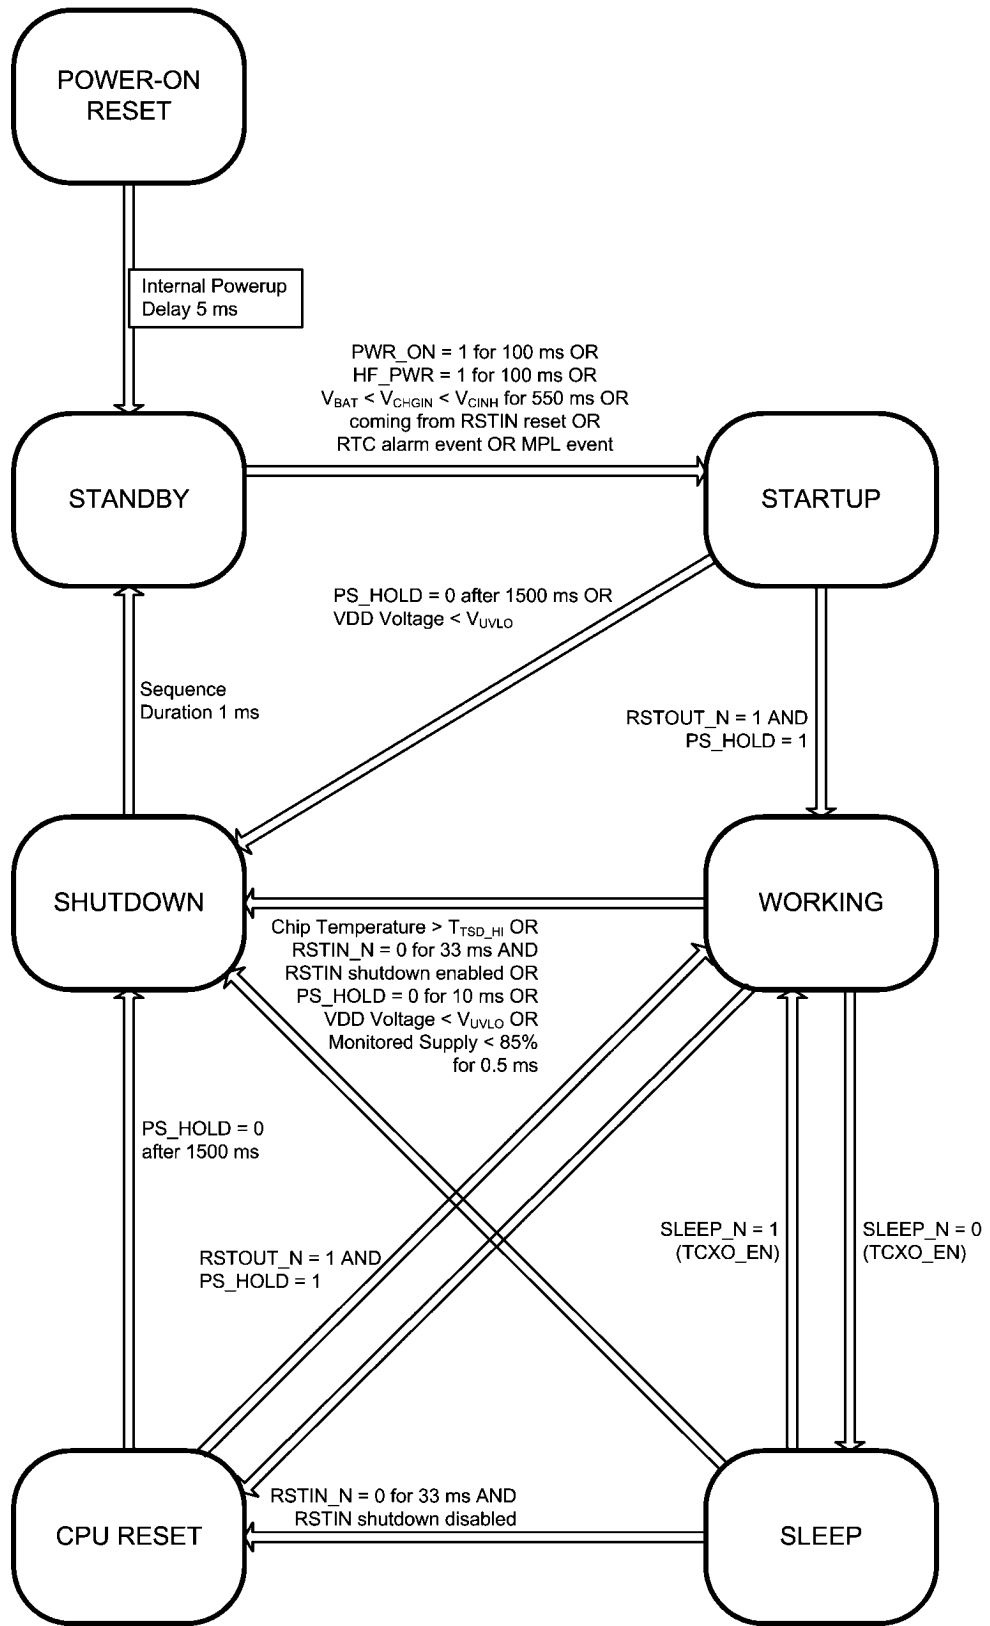 POWER-ON
RESET
Internal Powerup
Delay 5 ms
PWR_ON = 1 for 100 ms OR
HF_PWR = 1 for 100 ms OR
VBAT < VCHGIN < VCINH for 550 ms OR
coming from RSTIN reset OR
RTC alarm event OR MPL event
STANDBY
STARTUP
PS_HOLD = 0 after 1500 ms OR
VDD Voltage < VUVLO
Sequence
Duration 1 ms
RSTOUT_N = 1 AND
PS_HOLD = 1
SHUTDOWN
WORKING
Chip Temperature > TTSD_HI OR
RSTIN_N = 0 for 33 ms AND
RSTIN shutdown enabled OR
PS_HOLD = 0 for 10 ms OR
VDD Voltage < VUVLO OR
Monitored Supply < 85%
for 0.5 ms
PS_HOLD = 0
after 1500 ms
RSTOUT_N = 1 AND
PS_HOLD = 1
SLEEP_N = 1
(TCXO_EN)
SLEEP_N = 0
(TCXO_EN)
RSTIN_N = 0 for 33 ms AND
RSTIN shutdown disabled
CPU RESET
SLEEP